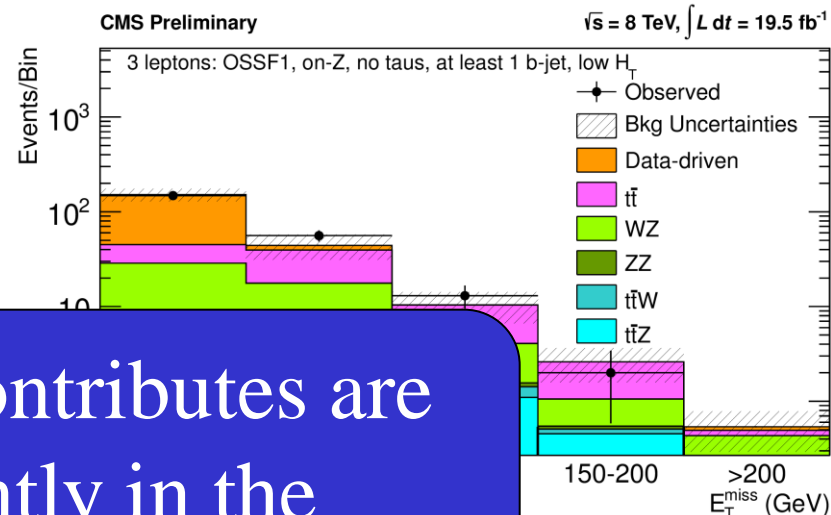 CMS Preliminary
√s = 8 TeV, ∫ L dt = 19.5 fb⁻¹
3 leptons: OSSF1, on-Z, no taus, at least 1 b-jet, low H_T
Events/Bin
Observed
Bkg Uncertainties
Data-driven
tt̄
WZ
ZZ
tt̄W
tt̄Z
10³
10²
10
ontributes are
ntly in the
150-200 >200
E_T^miss (GeV)